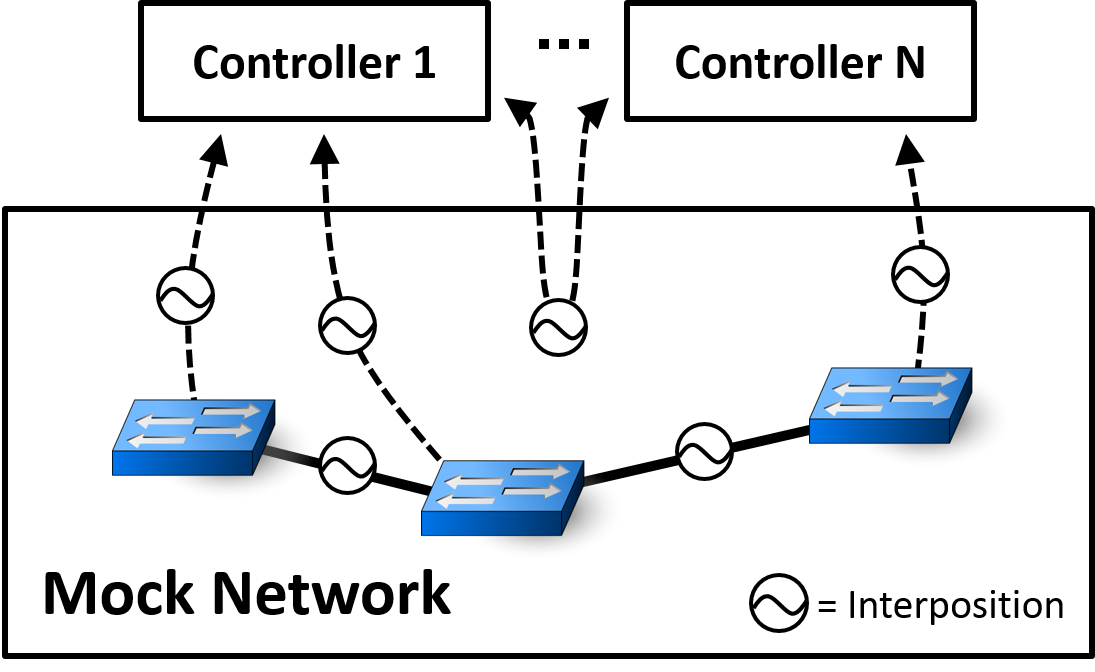 Controller 1
...
Controller N
Mock Network
= Interposition